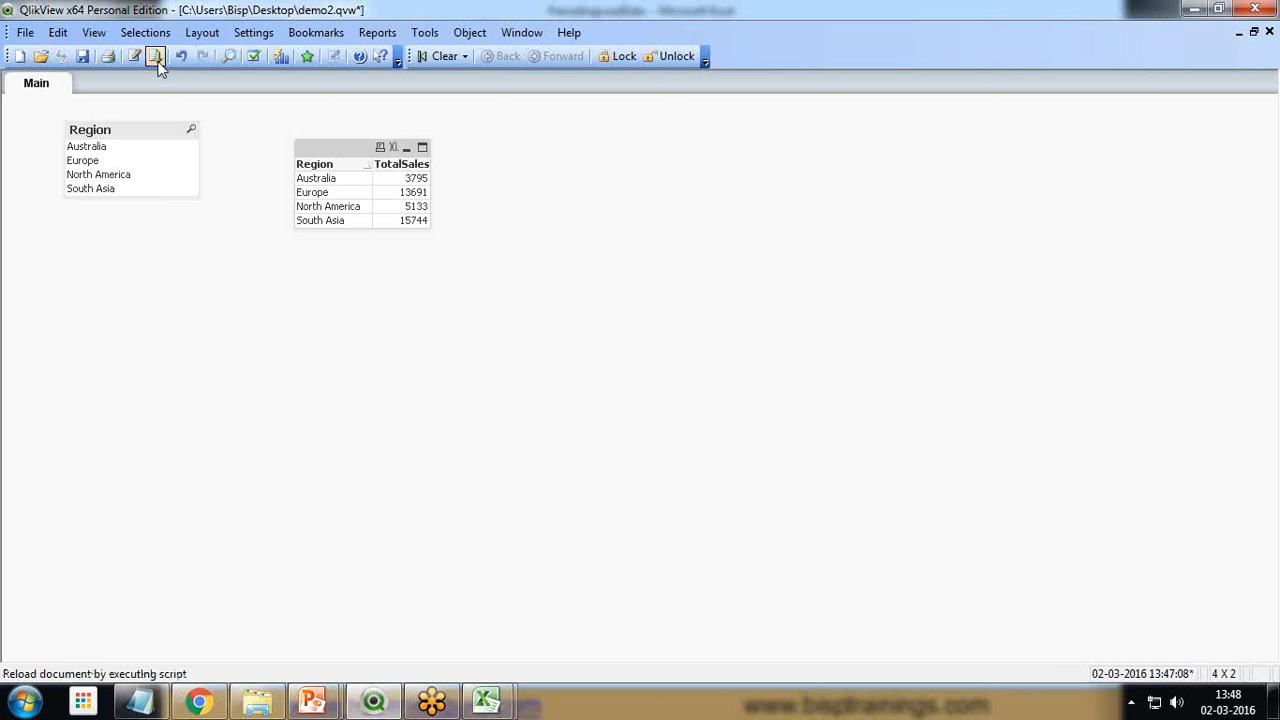 QlikView x64 Personal Edition - [C:\Users\Bisp\Desktop\demo2.qvw*]
File Edit View Selections Layout Settings Bookmarks Reports Tools Object Window Help
Clear Back Forward Lock Unlock
Main
Region
Australia
Europe
North America
South Asia
XL
Region TotalSales
Australia 3795
Europe 13691
North America 5133
South Asia 15744
Reload document by executing script
02-03-2016 13:47:08* 4 X 2
www.bisptrainings.com
13:48
02-03-2016